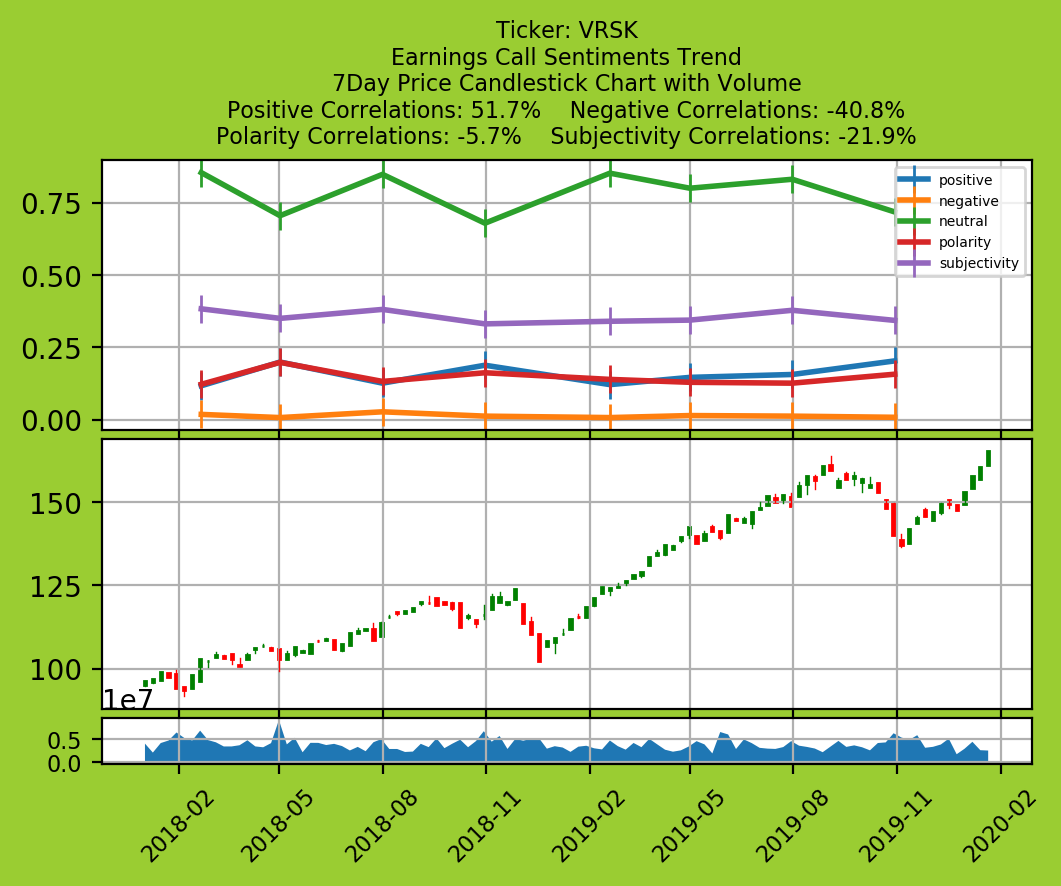 Ticker: VRSK
Earnings Call Sentiments Trend
7Day Price Candlestick Chart with Volume
Positive Correlations: 51.7%    Negative Correlations: -40.8%
Polarity Correlations: -5.7%    Subjectivity Correlations: -21.9%
0.75
0.50
0.25
0.00
positive
negative
neutral
polarity
subjectivity
150
125
100
1e7
0.5
0.0
2018-02
2018-05
2018-08
2018-11
2019-02
2019-05
2019-08
2019-11
2020-02